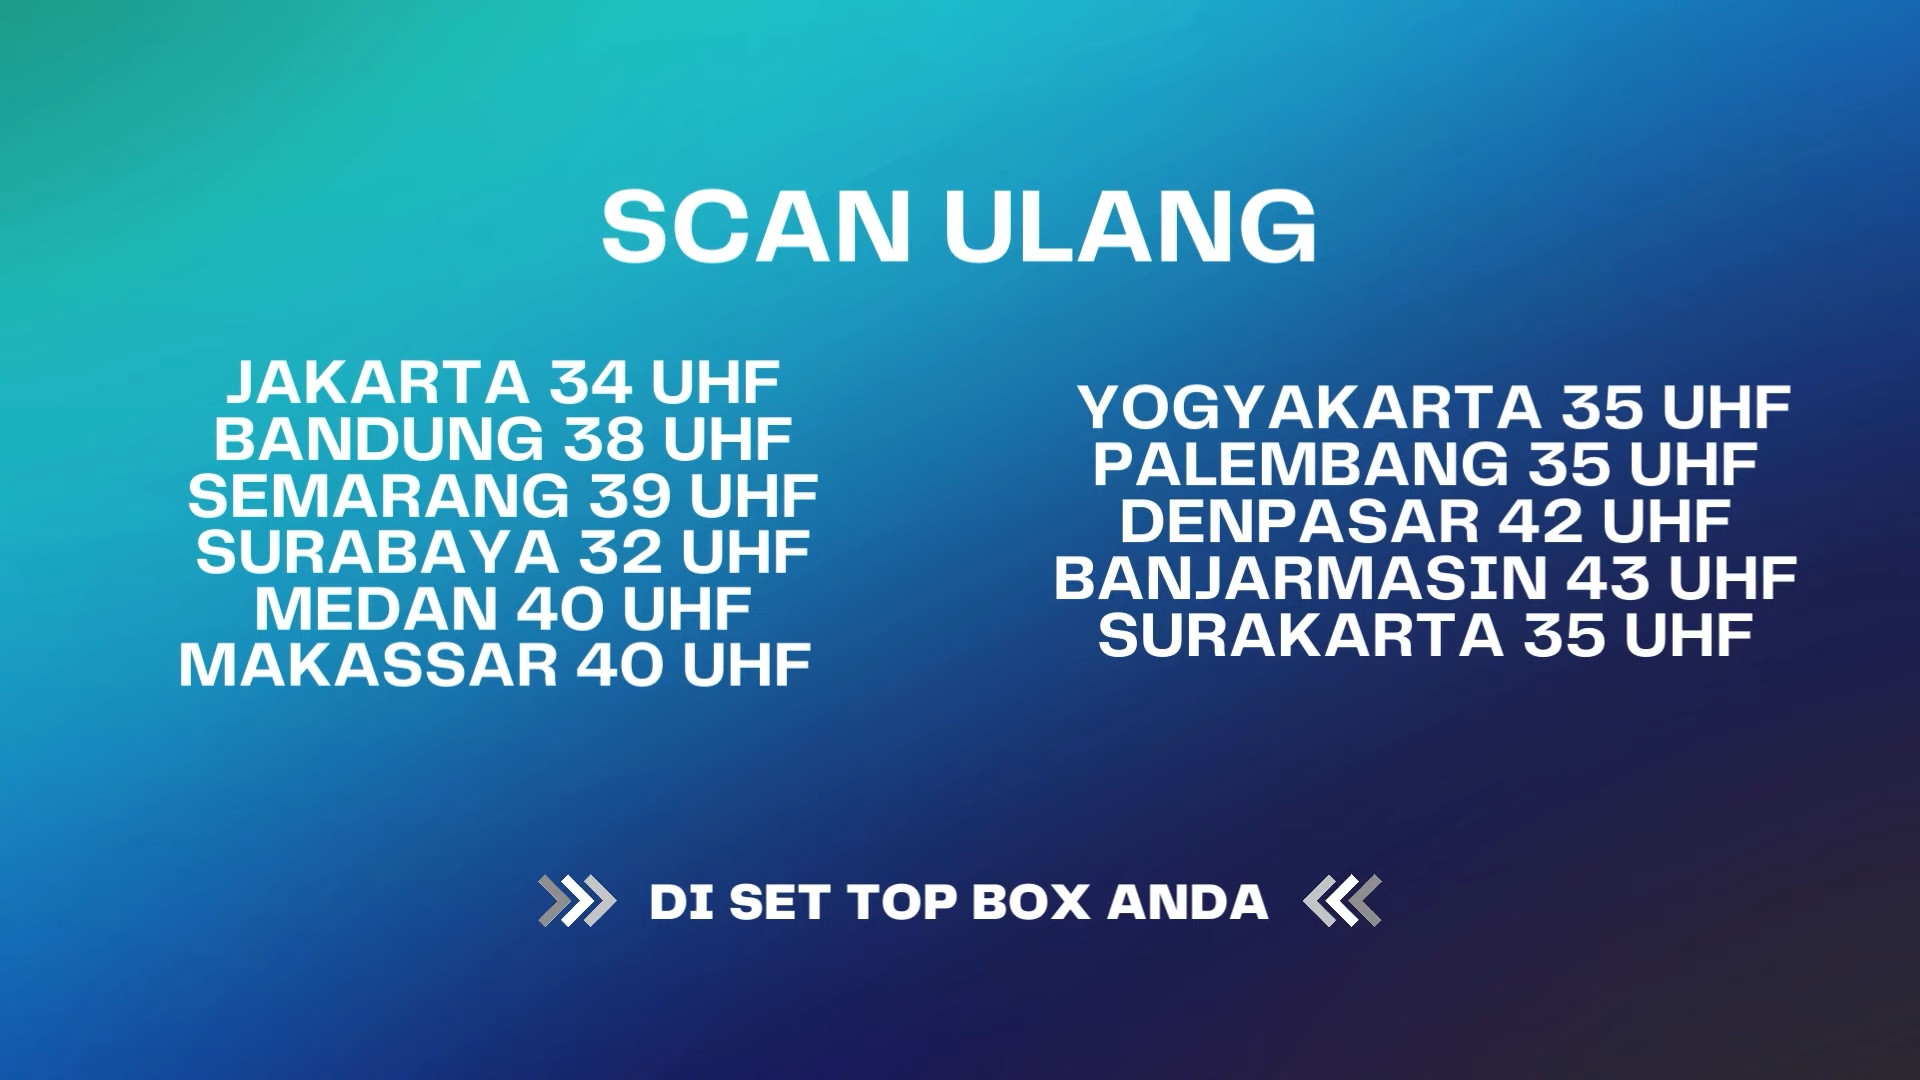 SCAN ULANG
JAKARTA 34 UHF
BANDUNG 38 UHF
SEMARANG 39 UHF
SURABAYA 32 UHF
MEDAN 40 UHF
MAKASSAR 40 UHF
YOGYAKARTA 35 UHF
PALEMBANG 35 UHF
DENPASAR 42 UHF
BANJARMASIN 43 UHF
SURAKARTA 35 UHF
DI SET TOP BOX ANDA